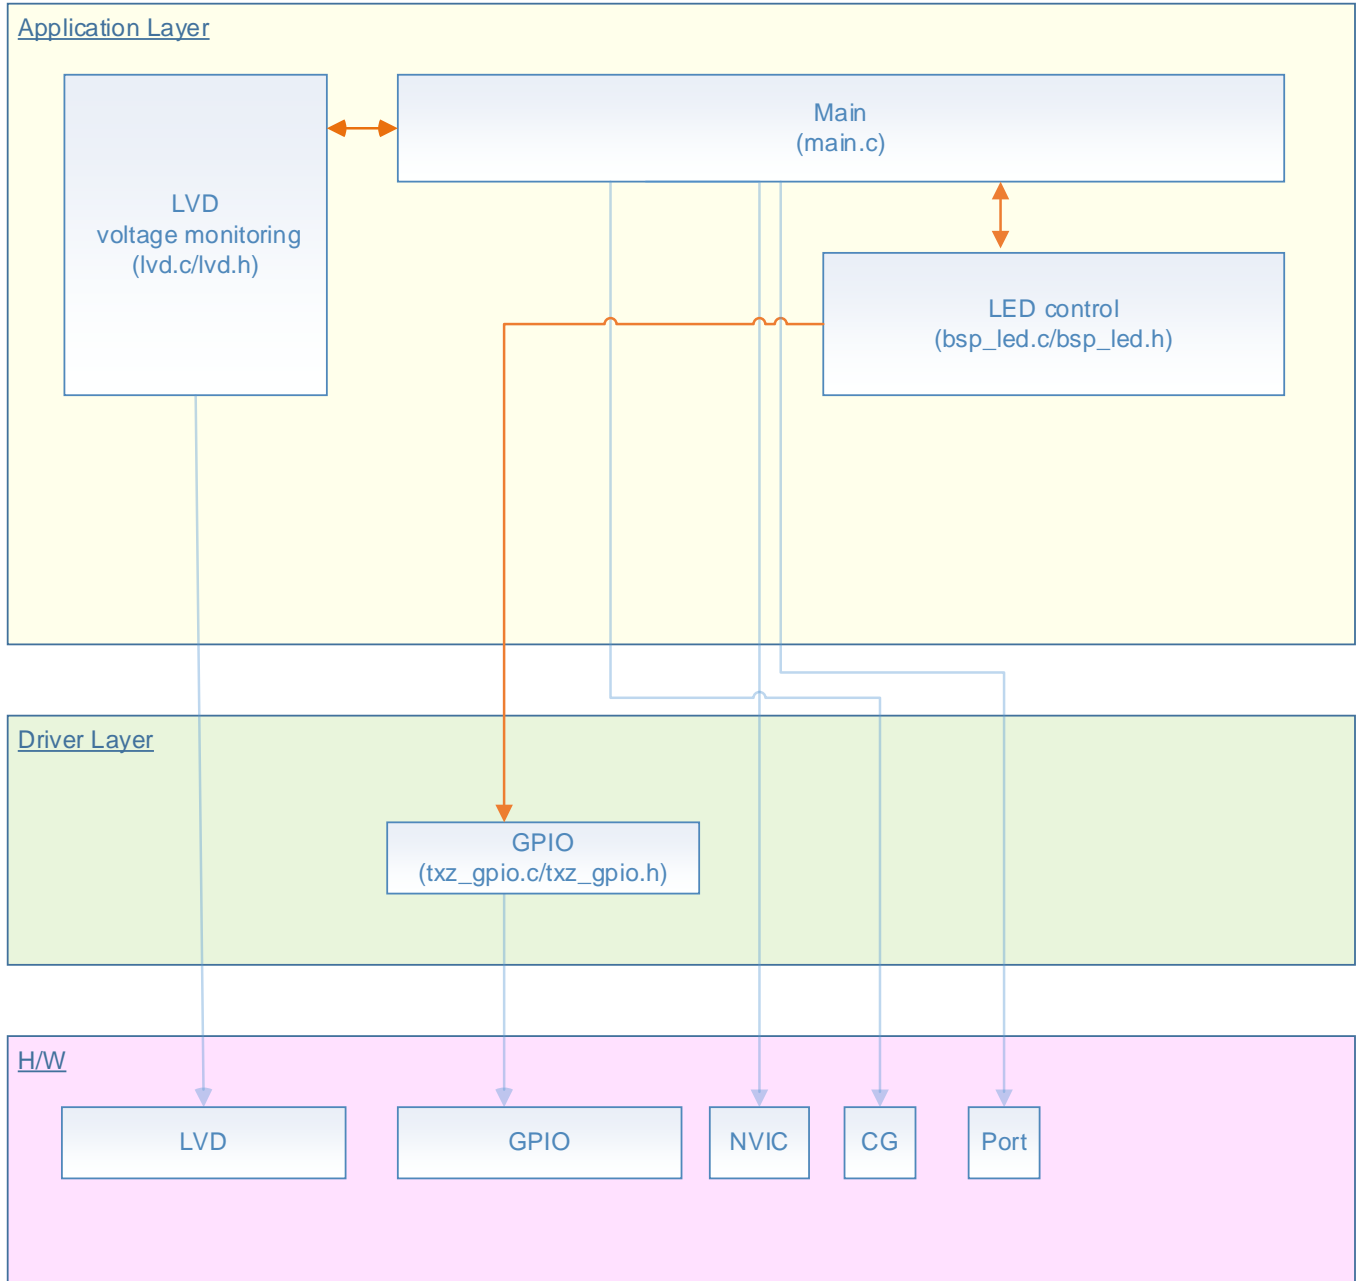 Application Layer
Main
(main.c)
LVD
voltage monitoring
(lvd.c/lvd.h)
LED control
(bsp_led.c/bsp_led.h)
Driver Layer
GPIO
(txz_gpio.c/txz_gpio.h)
H/W
LVD
GPIO
NVIC
CG
Port